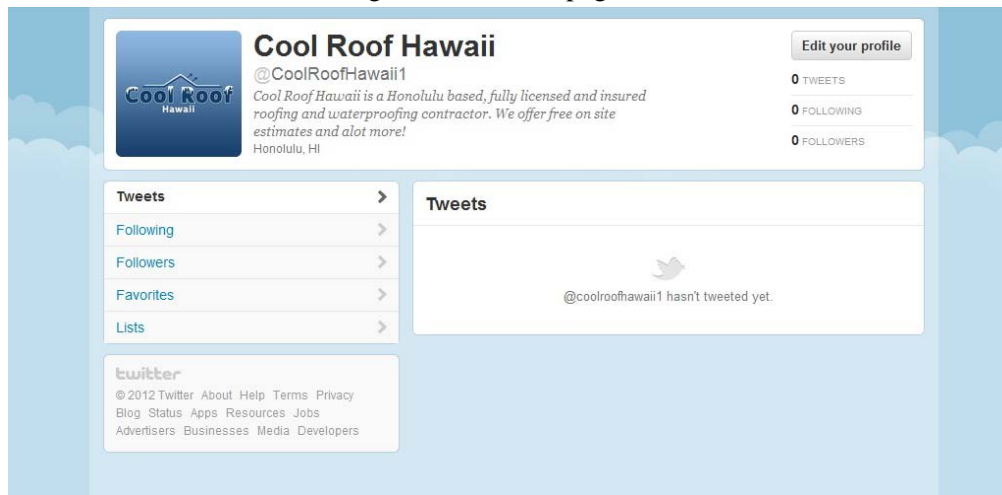 Cool Roof
Hawaii
Cool Roof Hawaii
@CoolRoofHawaii1
Cool Roof Hawaii is a Honolulu based, fully licensed and insured
roofing and waterproofing contractor. We offer free on site
estimates and alot more!
Honolulu, HI
Edit your profile
0 TWEETS
0 FOLLOWING
0 FOLLOWERS
Tweets
Following
Followers
Favorites
Lists
Tweets
@coolroofhawaii1 hasn't tweeted yet.
twitter
© 2012 Twitter About Help Terms Privacy
Blog Status Apps Resources Jobs
Advertisers Businesses Media Developers